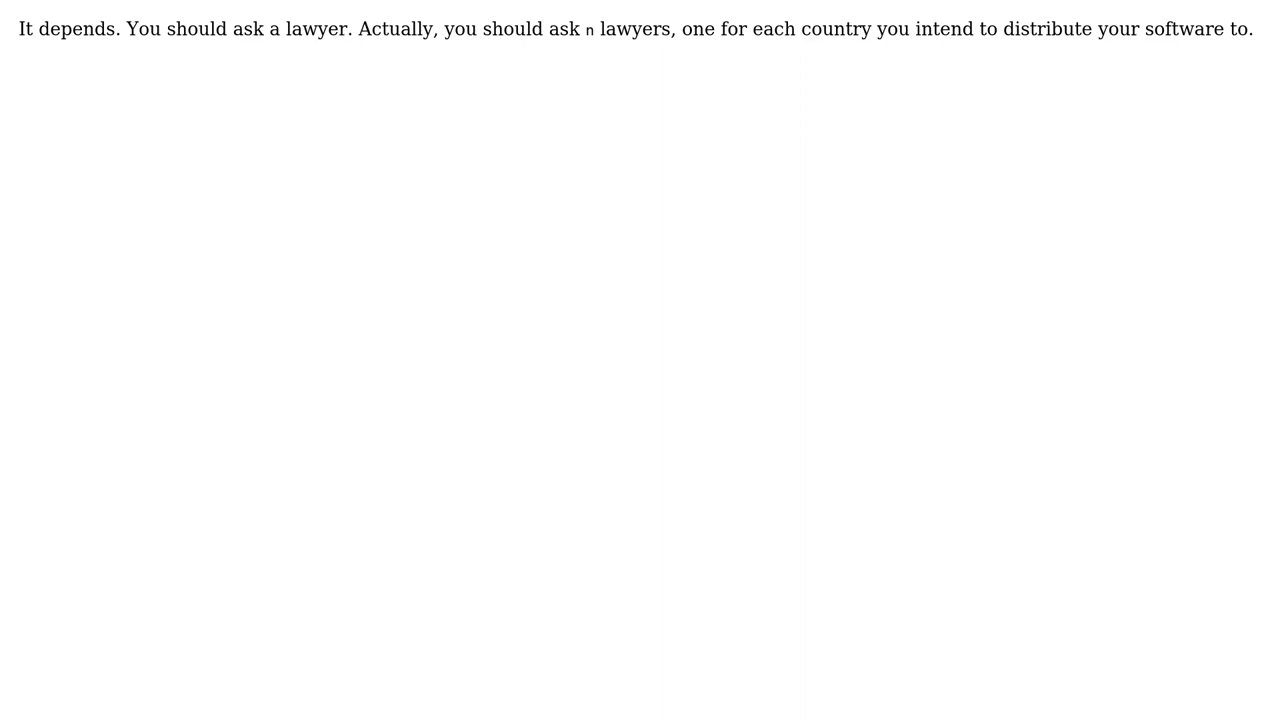 It depends. You should ask a lawyer. Actually, you should ask n lawyers, one for each country you intend to distribute your software to.